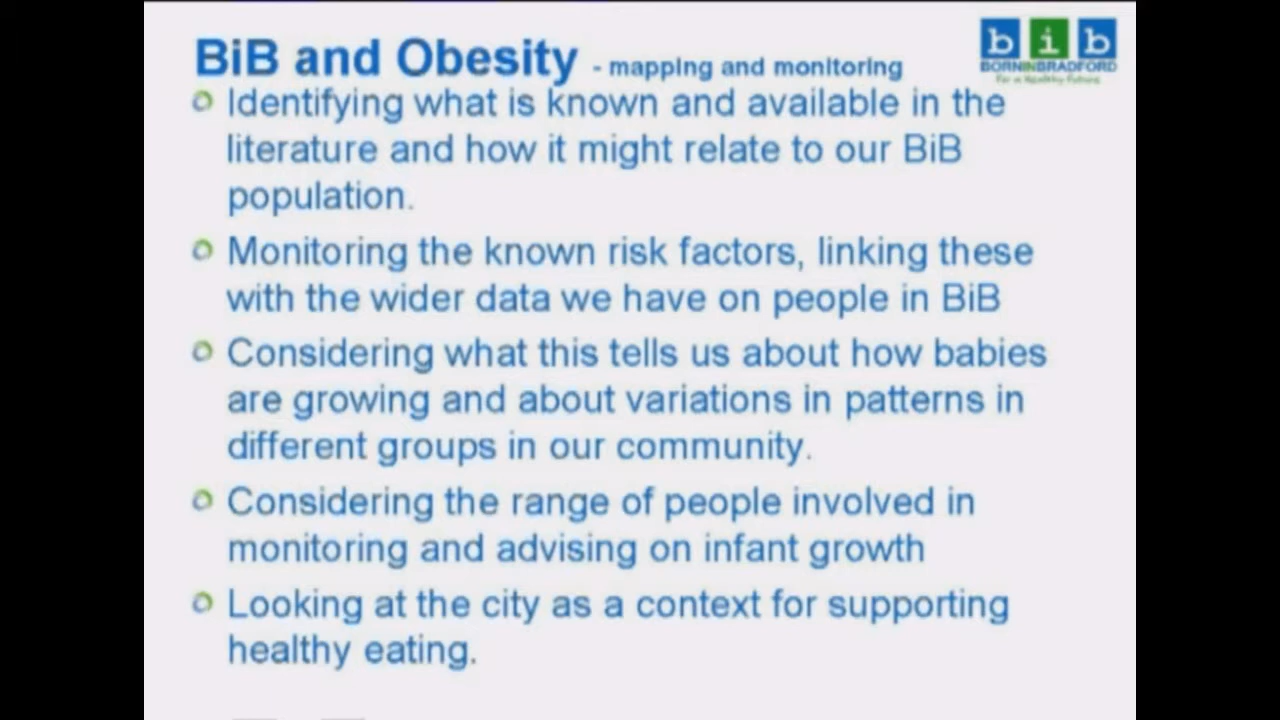 BiB and Obesity - mapping and monitoring
b i b
BORNINBRADFORD
For a Healthy Future
Identifying what is known and available in the
literature and how it might relate to our BiB
population.
Monitoring the known risk factors, linking these
with the wider data we have on people in BiB
Considering what this tells us about how babies
are growing and about variations in patterns in
different groups in our community.
Considering the range of people involved in
monitoring and advising on infant growth
Looking at the city as a context for supporting
healthy eating.